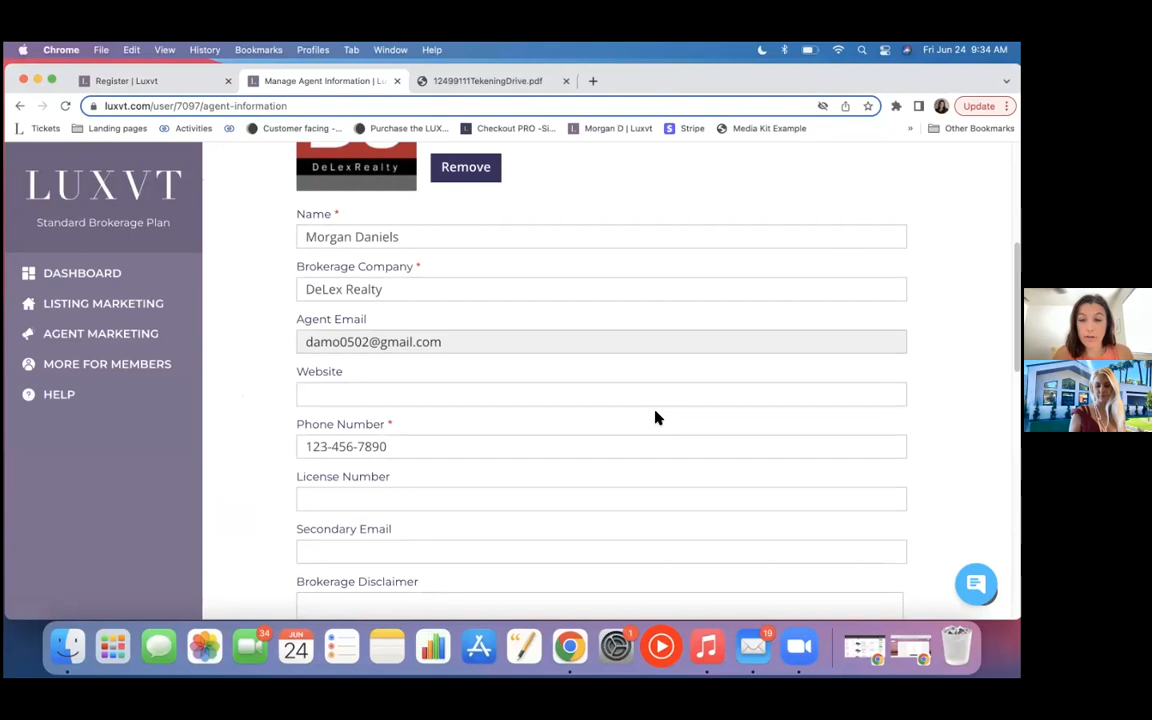 Chrome File Edit View History Bookmarks Profiles Tab Window Help Fri Jun 24 9:34 AM
Register | Luxvt Manage Agent Information | Lu 12499111TekeningDrive.pdf
luxvt.com/user/7097/agent-information Update
Tickets Landing pages Activities Customer facing -... Purchase the LUX... Checkout PRO -Si... Morgan D | Luxvt Stripe Media Kit Example » Other Bookmarks
LUXVT
Standard Brokerage Plan
DASHBOARD
LISTING MARKETING
AGENT MARKETING
MORE FOR MEMBERS
HELP
DeLexRealty
Remove
Name *
Morgan Daniels
Brokerage Company *
DeLex Realty
Agent Email
damo0502@gmail.com
Website
Phone Number *
123-456-7890
License Number
Secondary Email
Brokerage Disclaimer
34
JUN
24
1
19